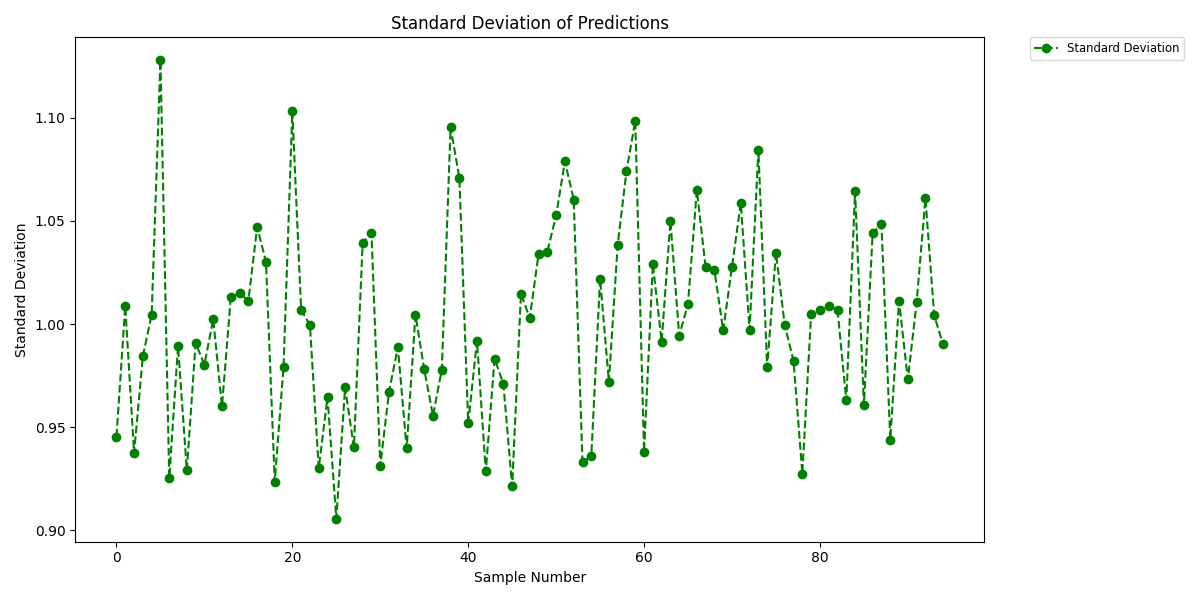 Standard Deviation of Predictions
Standard Deviation
1.10
1.05
1.00
0.95
0.90
Standard Deviation
0 20 40 60 80
Sample Number